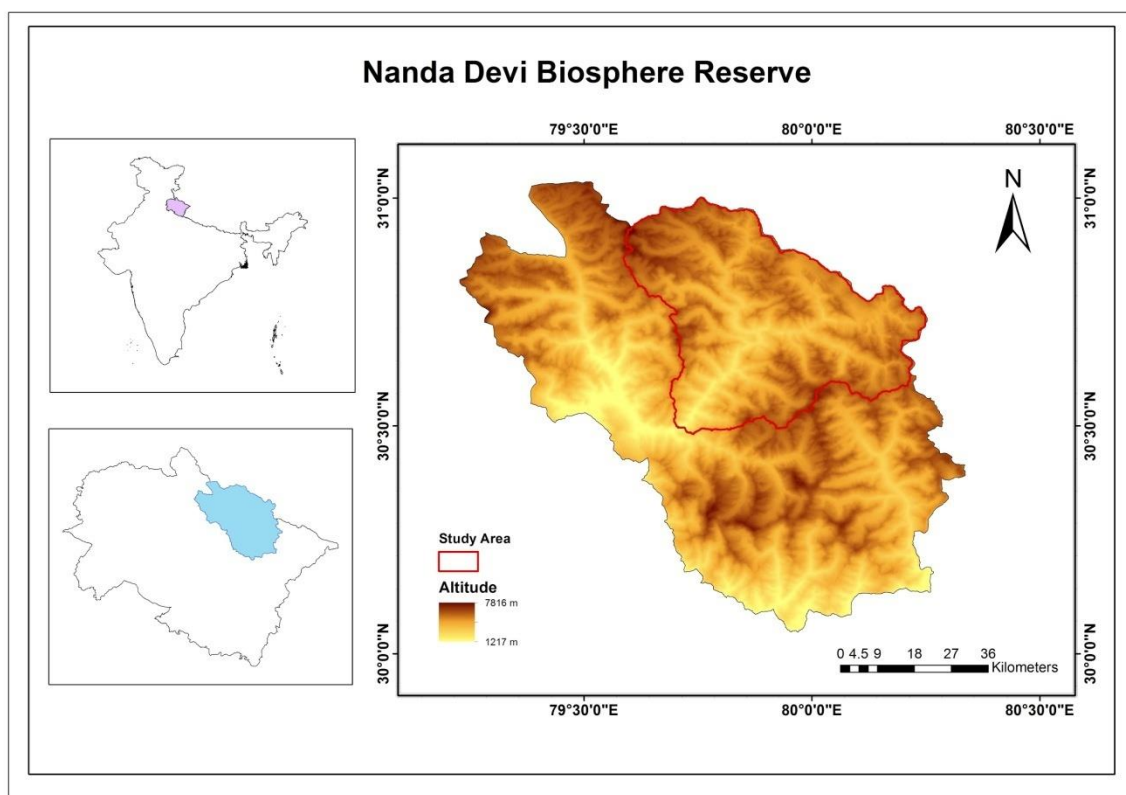 Nanda Devi Biosphere Reserve
79°30'0"E 80°0'0"E 80°30'0"E
31°0'0"N
31°0'0"N
N
30°30'0"N
30°30'0"N
Study Area
Altitude
7816 m
1217 m
30°0'0"N
30°0'0"N
0 4.5 9 18 27 36
Kilometers
79°30'0"E 80°0'0"E 80°30'0"E